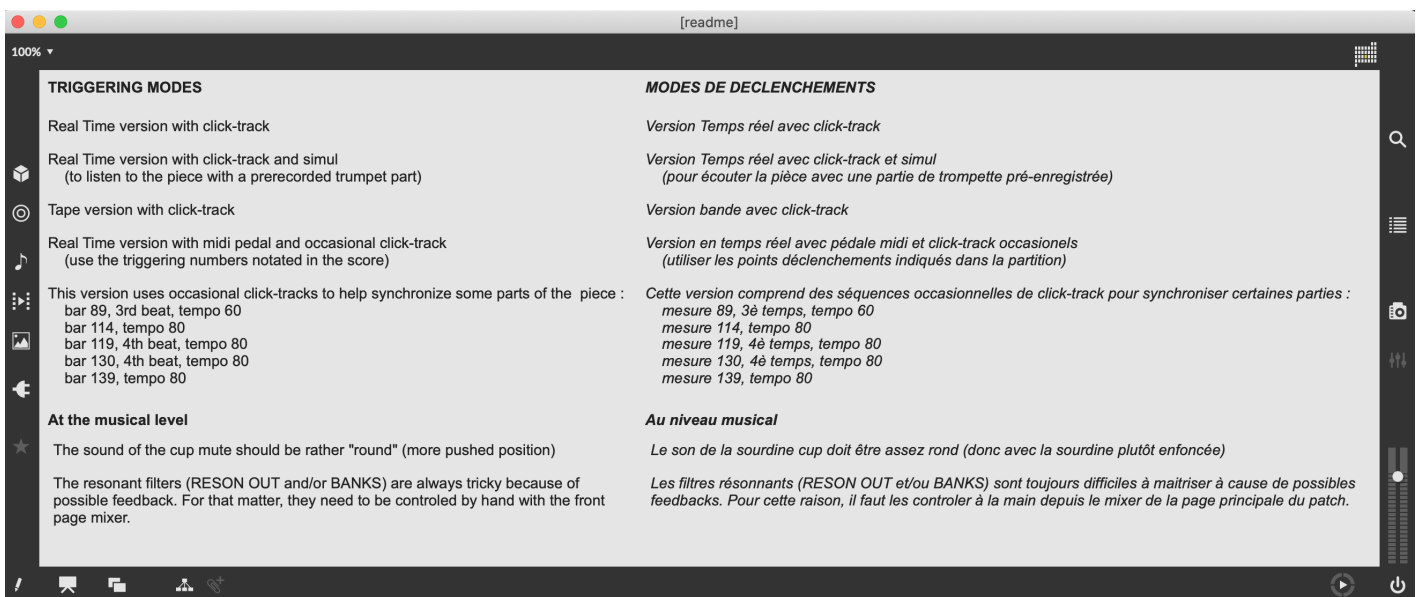 [readme]
100%
TRIGGERING MODES
Real Time version with click-track
Real Time version with click-track and simul
(to listen to the piece with a prerecorded trumpet part)
Tape version with click-track
Real Time version with midi pedal and occasional click-track
(use the triggering numbers notated in the score)
This version uses occasional click-tracks to help synchronize some parts of the piece :
bar 89, 3rd beat, tempo 60
bar 114, tempo 80
bar 119, 4th beat, tempo 80
bar 130, 4th beat, tempo 80
bar 139, tempo 80
At the musical level
The sound of the cup mute should be rather "round" (more pushed position)
The resonant filters (RESON OUT and/or BANKS) are always tricky because of
possible feedback. For that matter, they need to be controled by hand with the front
page mixer.
MODES DE DECLENCHEMENTS
Version Temps réel avec click-track
Version Temps réel avec click-track et simul
(pour écouter la pièce avec une partie de trompette pré-enregistrée)
Version bande avec click-track
Version en temps réel avec pédale midi et click-track occasionels
(utiliser les points déclenchements indiqués dans la partition)
Cette version comprend des séquences occasionnelles de click-track pour synchroniser certaines parties :
mesure 89, 3è temps, tempo 60
mesure 114, tempo 80
mesure 119, 4è temps, tempo 80
mesure 130, 4è temps, tempo 80
mesure 139, tempo 80
Au niveau musical
Le son de la sourdine cup doit être assez rond (donc avec la sourdine plutôt enfoncée)
Les filtres résonnants (RESON OUT et/ou BANKS) sont toujours difficiles à maitriser à cause de possibles
feedbacks. Pour cette raison, il faut les controler à la main depuis le mixer de la page principale du patch.